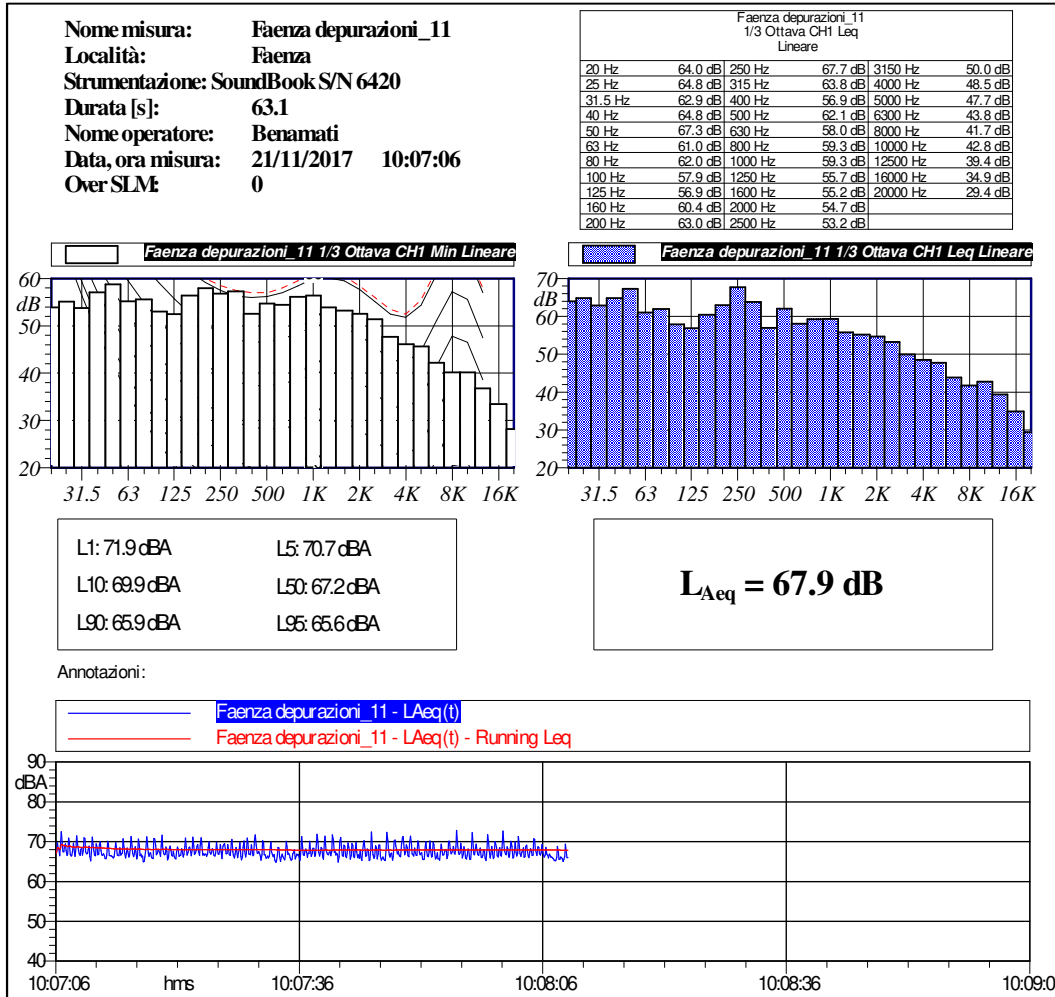 Nome misura: Faenza depurazioni_11
Località: Faenza
Strumentazione: SoundBook S/N 6420
Durata [s]: 63.1
Nome operatore: Benamati
Data, ora misura: 21/11/2017 10:07:06
Over SLM: 0
Faenza depurazioni_11
1/3 Ottava CH1 Leq
Lineare
20 Hz 64.0 dB 250 Hz 67.7 dB 3150 Hz 50.0 dB
25 Hz 64.8 dB 315 Hz 63.8 dB 4000 Hz 48.5 dB
31.5 Hz 62.9 dB 400 Hz 56.9 dB 5000 Hz 47.7 dB
40 Hz 64.8 dB 500 Hz 62.1 dB 6300 Hz 43.8 dB
50 Hz 67.3 dB 630 Hz 58.0 dB 8000 Hz 41.7 dB
63 Hz 61.0 dB 800 Hz 59.3 dB 10000 Hz 42.8 dB
80 Hz 62.0 dB 1000 Hz 59.3 dB 12500 Hz 39.4 dB
100 Hz 57.9 dB 1250 Hz 55.7 dB 16000 Hz 34.9 dB
125 Hz 56.9 dB 1600 Hz 55.2 dB 20000 Hz 29.4 dB
160 Hz 60.4 dB 2000 Hz 54.7 dB
200 Hz 63.0 dB 2500 Hz 53.2 dB
Faenza depurazioni_11 1/3 Ottava CH1 Min Lineare
60
dB
50
40
30
20
31.5 63 125 250 500 1K 2K 4K 8K 16K
Faenza depurazioni_11 1/3 Ottava CH1 Leq Lineare
70
dB
60
50
40
30
20
31.5 63 125 250 500 1K 2K 4K 8K 16K
L1: 71.9 dBA L5: 70.7 dBA
L10: 69.9 dBA L50: 67.2 dBA
L90: 65.9 dBA L95: 65.6 dBA
LAeq = 67.9 dB
Annotazioni:
Faenza depurazioni_11 - LAeq(t)
Faenza depurazioni_11 - LAeq(t) - Running Leq
90
dBA
80
70
60
50
40
10:07:06 hms 10:07:36 10:08:06 10:08:36 10:09:0